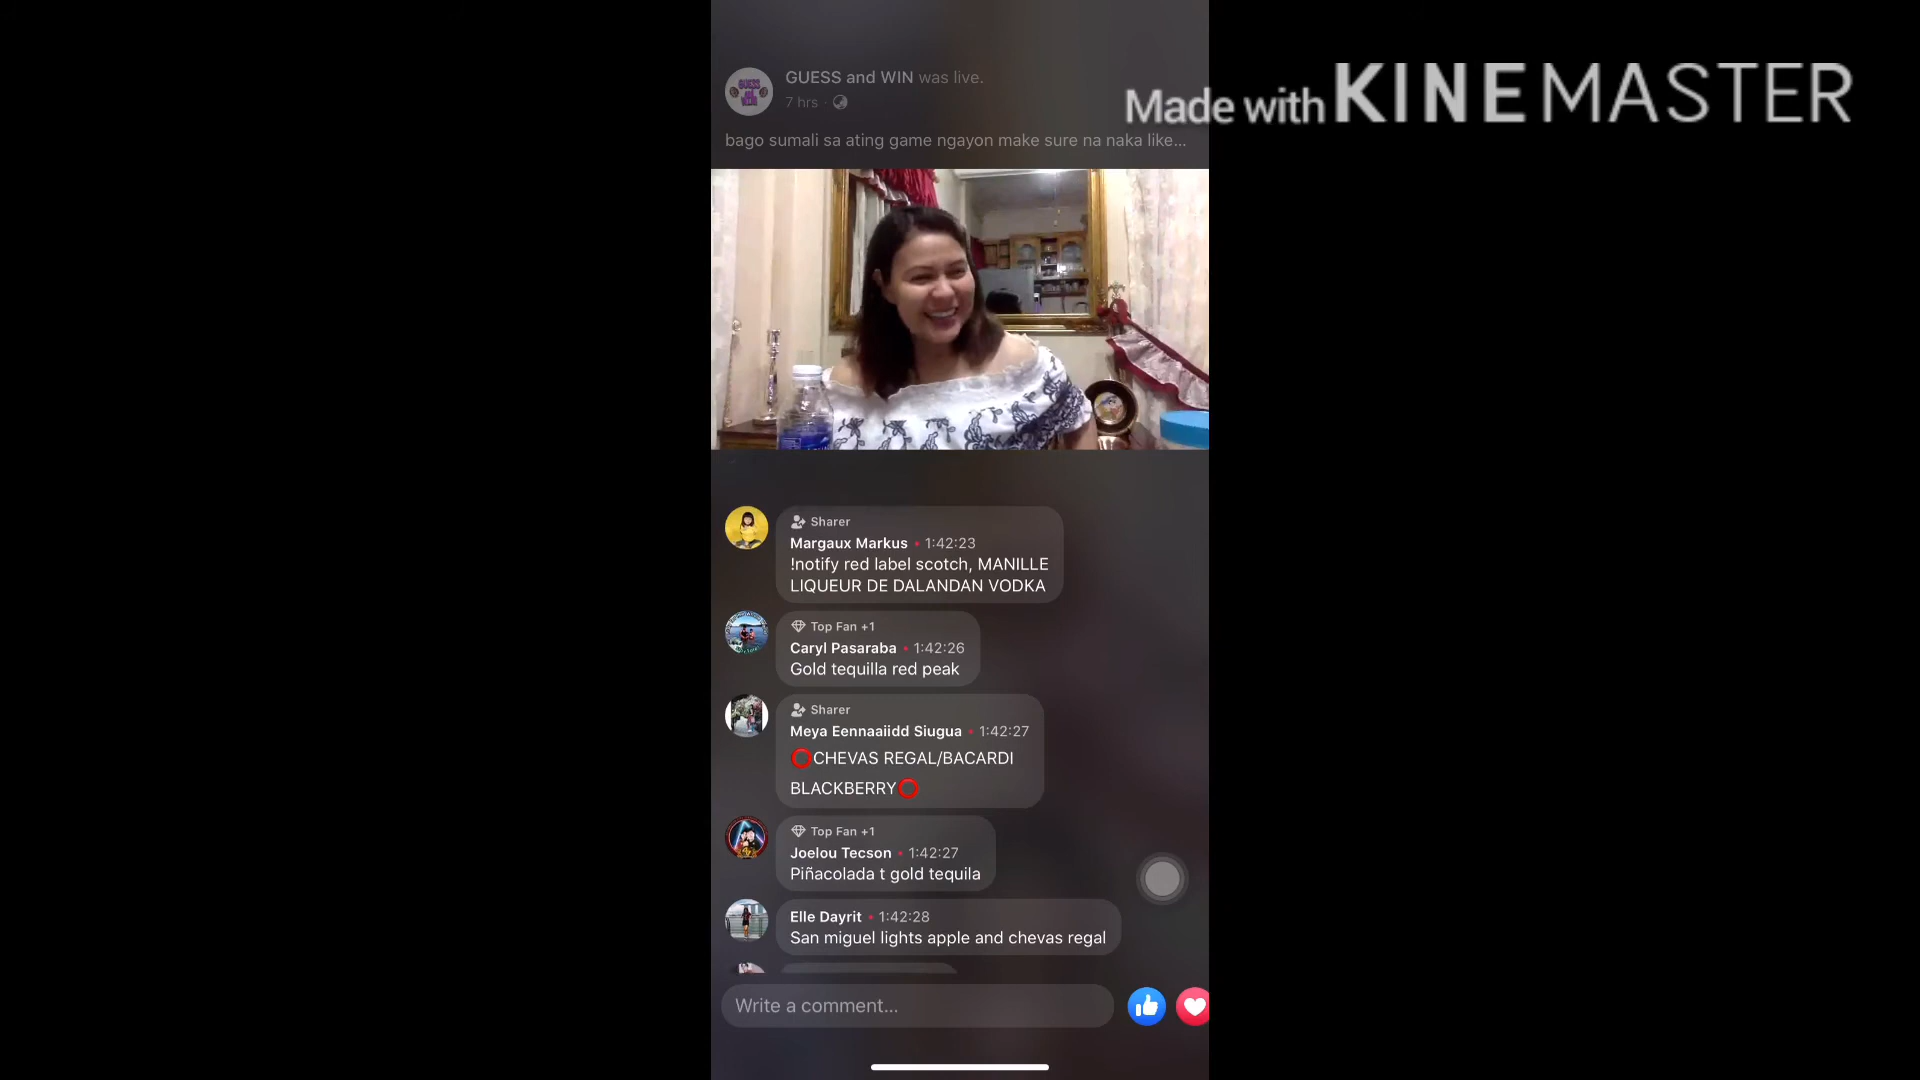 GUESS and WIN was live.
Made with KINEMASTER
7 hrs ·
bago sumali sa ating game ngayon make sure na naka like...
Sharer
Margaux Markus • 1:42:23
!notify red label scotch, MANILLE
LIQUEUR DE DALANDAN VODKA
Top Fan +1
Caryl Pasaraba • 1:42:26
Gold tequilla red peak
Sharer
Meya Eennaaiidd Siugua • 1:42:27
⭕CHEVAS REGAL/BACARDI
BLACKBERRY⭕
Top Fan +1
Joelou Tecson • 1:42:27
Piñacolada t gold tequila
Elle Dayrit • 1:42:28
San miguel lights apple and chevas regal
Write a comment...